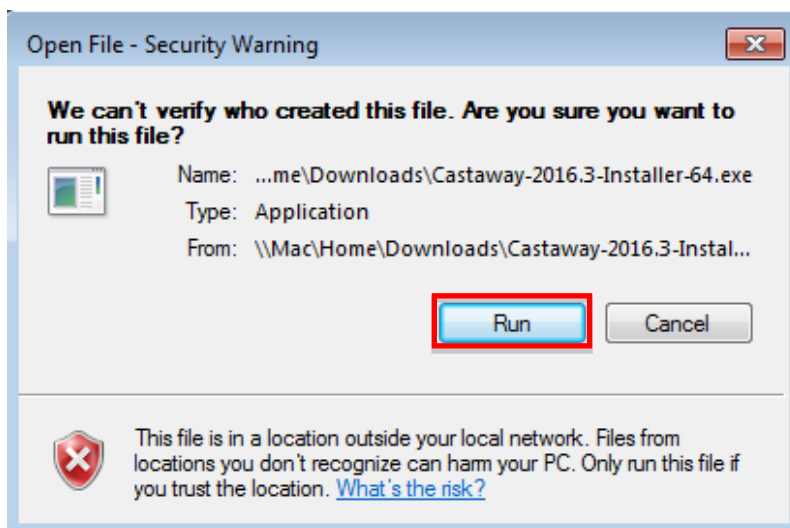 Open File - Security Warning
We can't verify who created this file. Are you sure you want to
run this file?
Name: ...me\Downloads\Castaway-2016.3-Installer-64.exe
Type: Application
From: \\Mac\Home\Downloads\Castaway-2016.3-Instal...
Run Cancel
This file is in a location outside your local network. Files from
locations you don't recognize can harm your PC. Only run this file if
you trust the location. What's the risk?